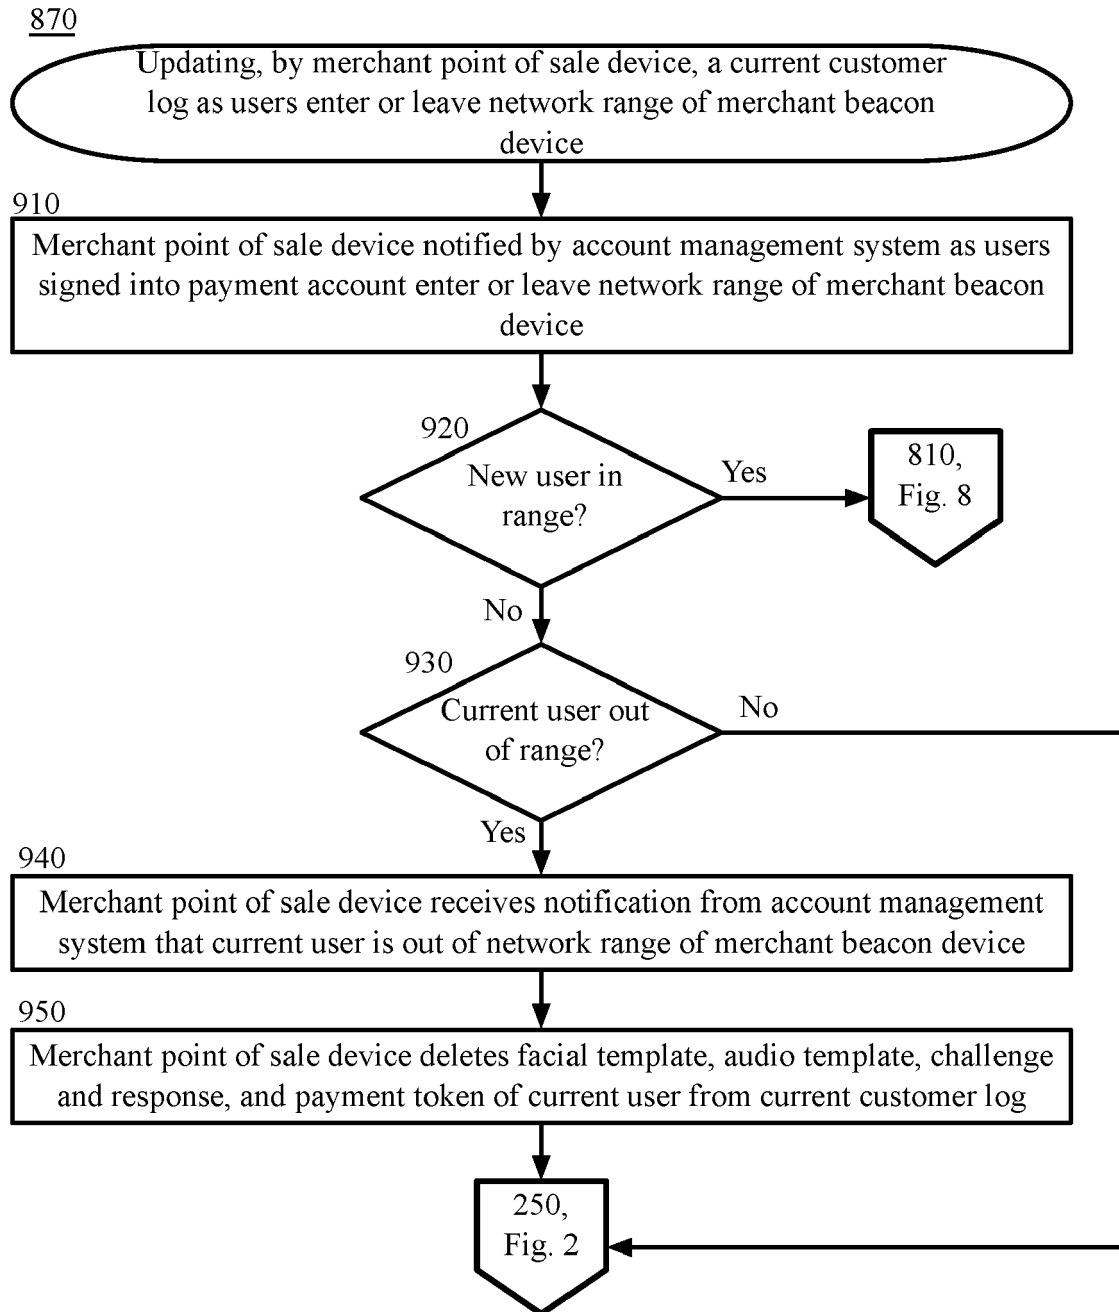 870
Updating, by merchant point of sale device, a current customer
log as users enter or leave network range of merchant beacon
device
910
Merchant point of sale device notified by account management system as users
signed into payment account enter or leave network range of merchant beacon
device
920
New user in
range?
Yes
810,
Fig. 8
No
930
Current user out
of range?
No
Yes
940
Merchant point of sale device receives notification from account management
system that current user is out of network range of merchant beacon device
950
Merchant point of sale device deletes facial template, audio template, challenge
and response, and payment token of current user from current customer log
250,
Fig. 2